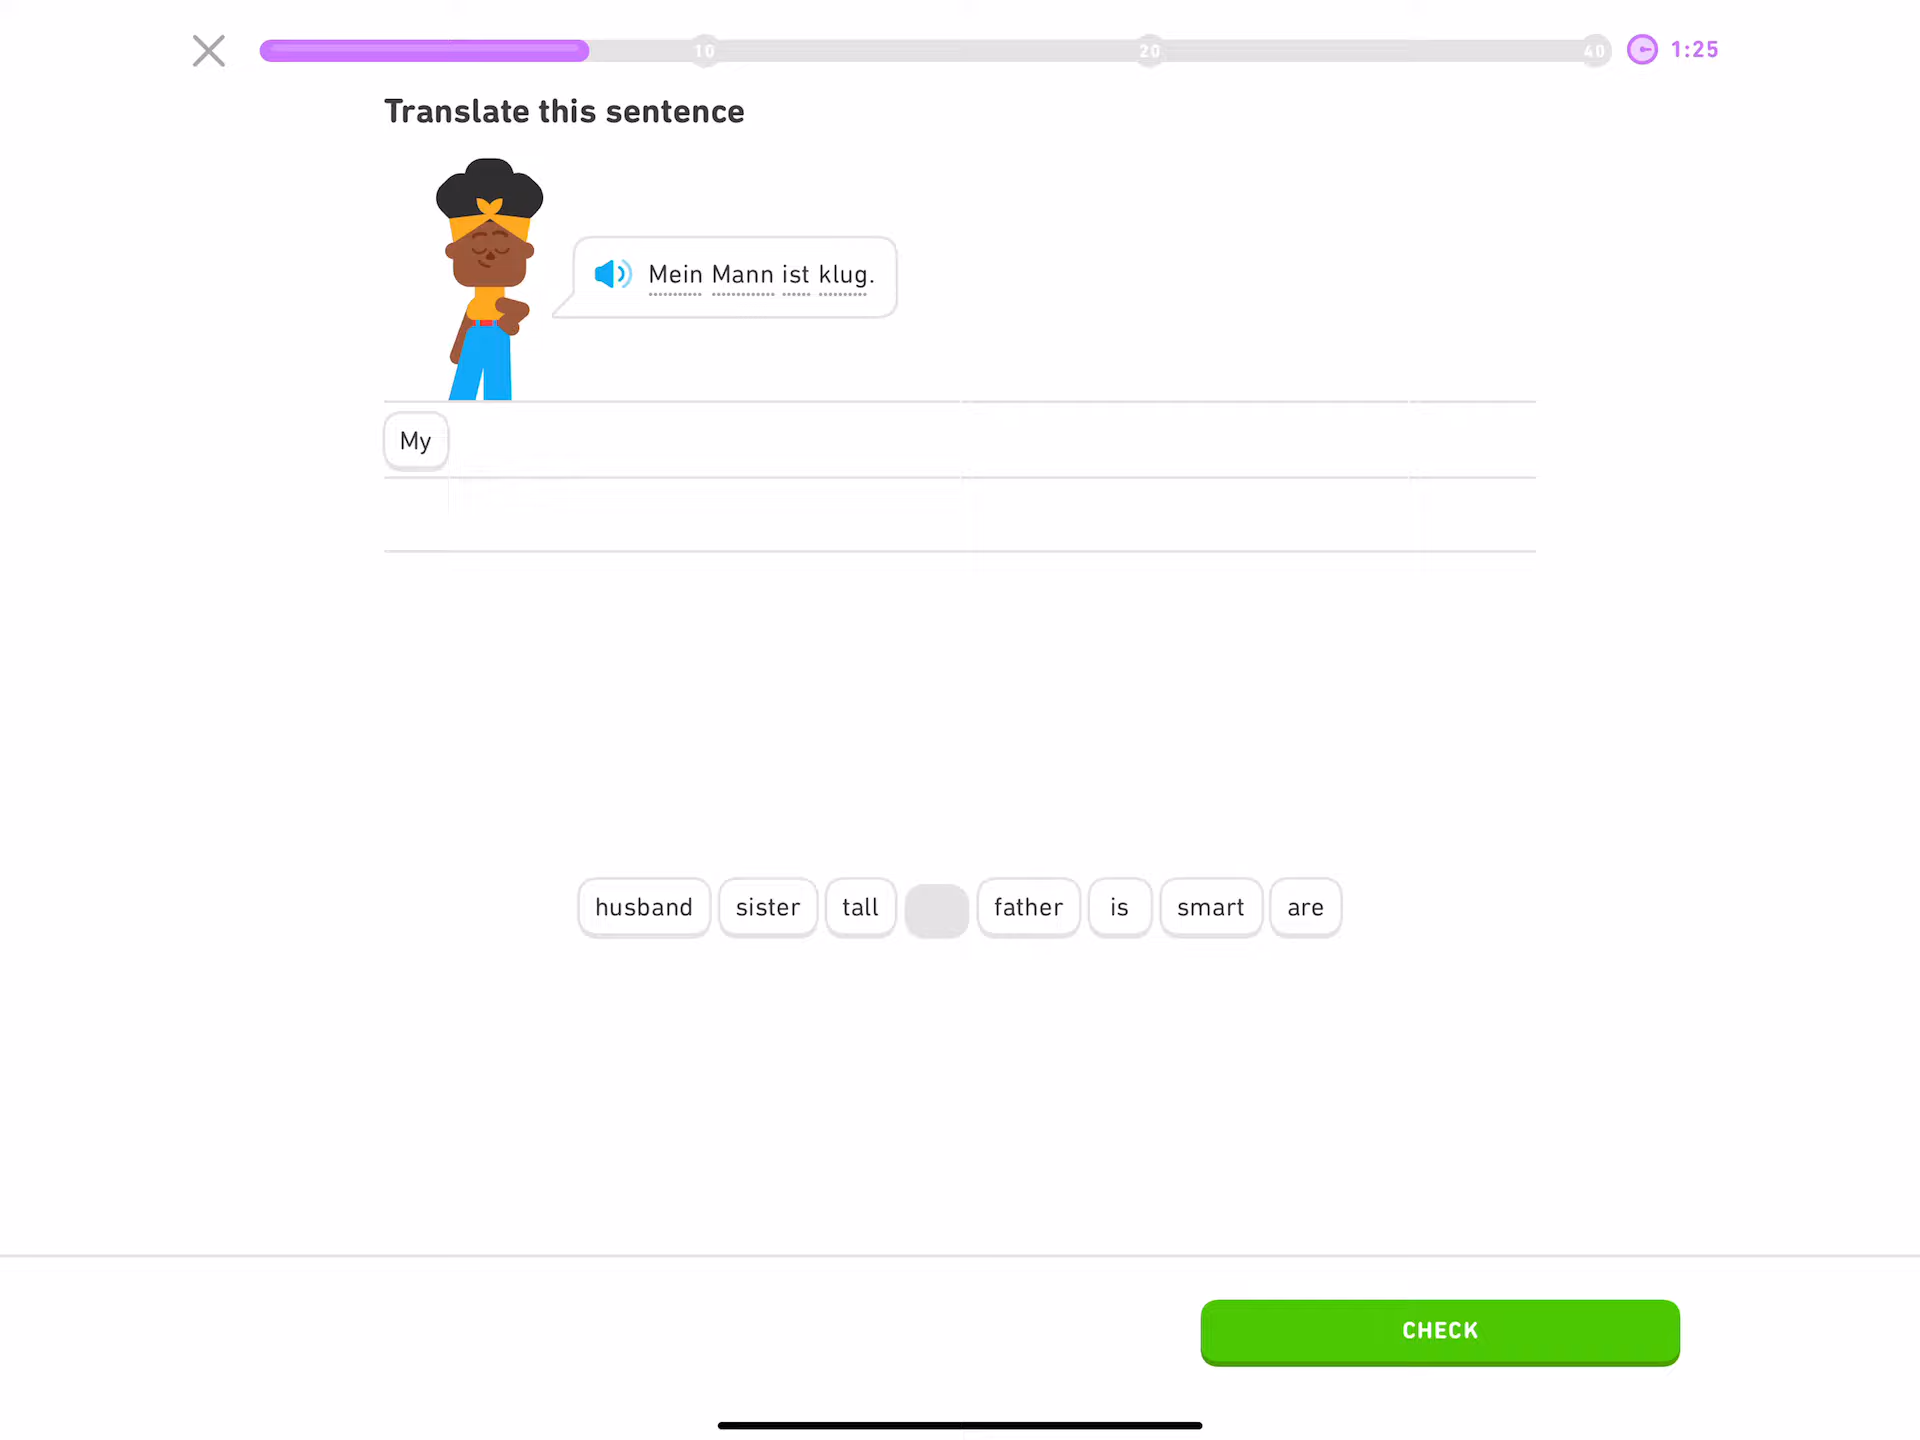 10 20 40 1:25
Translate this sentence
Mein Mann ist klug.
My
husband sister tall father is smart are
CHECK